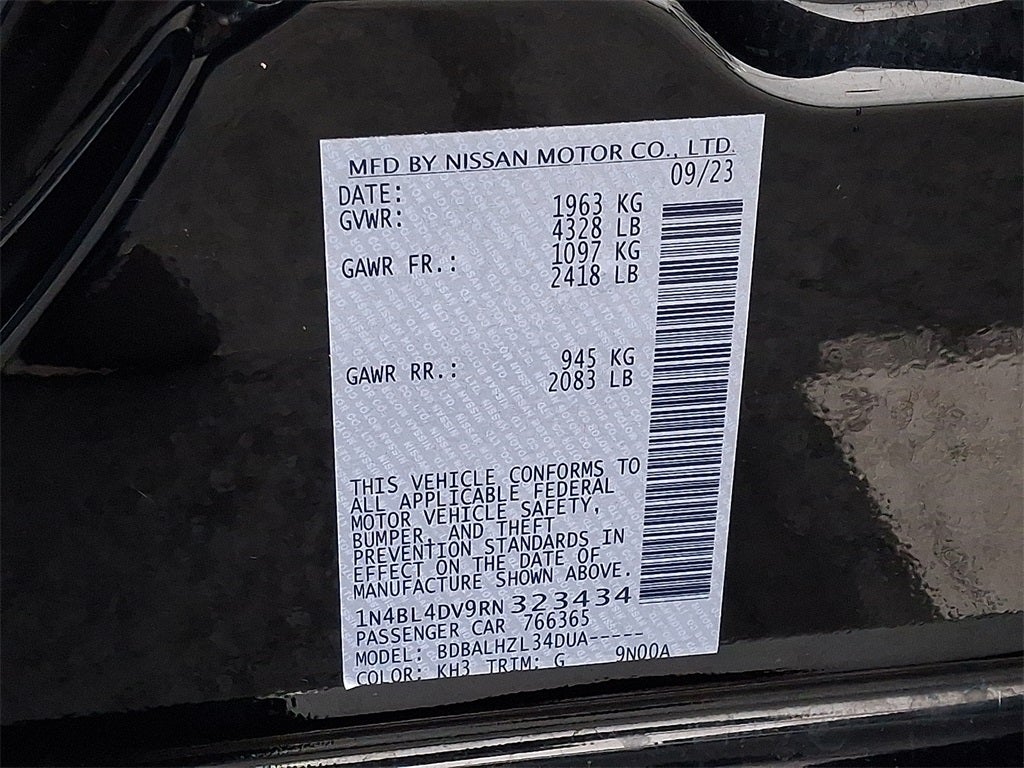 MFD BY NISSAN MOTOR CO., LTD.
DATE: 09/23
GVWR: 1963 KG
4328 LB
GAWR FR.: 1097 KG
2418 LB
GAWR RR.: 945 KG
2083 LB
THIS VEHICLE CONFORMS TO
ALL APPLICABLE FEDERAL
MOTOR VEHICLE SAFETY,
BUMPER, AND THEFT
PREVENTION STANDARDS IN
EFFECT ON THE DATE OF
MANUFACTURE SHOWN ABOVE.
1N4BL4DV9RN 323434
PASSENGER CAR 766365
MODEL: BDBALHZL34DUA-----
COLOR: KH3 TRIM: G 9N00A